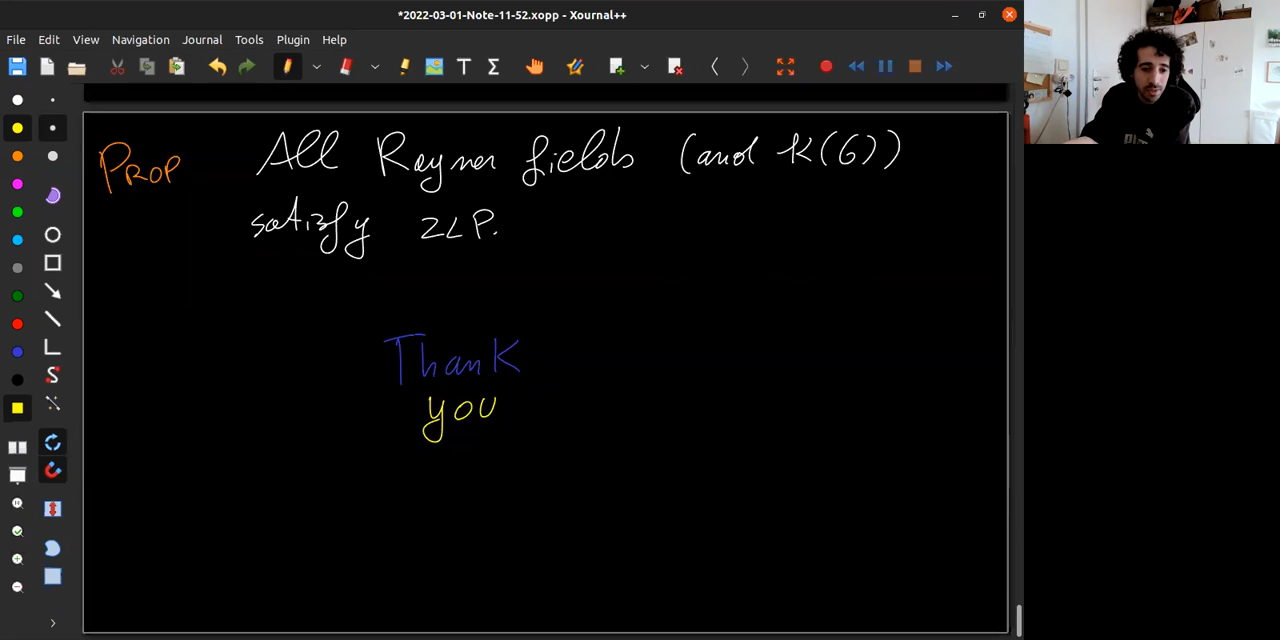 *2022-03-01-Note-11-52.xopp - Xournal++
File Edit View Navigation Journal Tools Plugin Help
PROP All Rayner fields (and K(G))
satisfy ZLP.
Thank
you